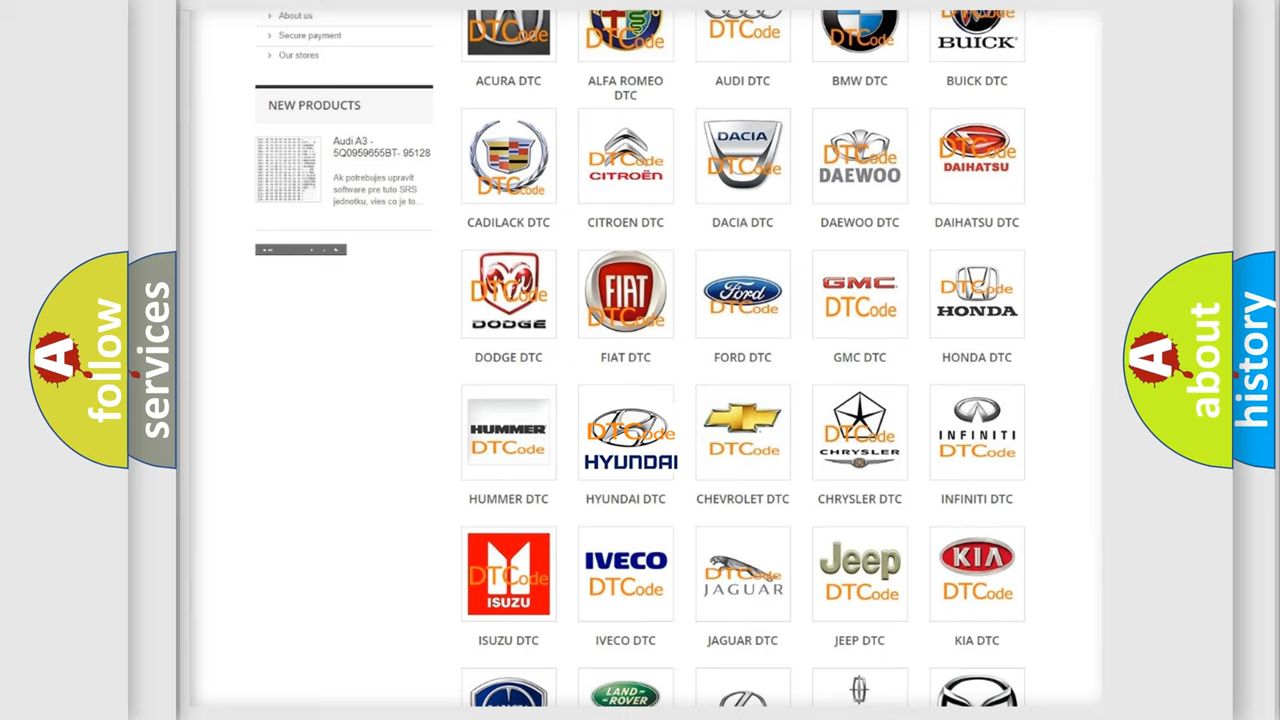 About us
Secure payment
Our stores
NEW PRODUCTS
Audi A3 -
5Q0959655BT- 95128
Ak potrebujes upravit
software pre tuto SRS
jednotku, vies co je to...
DTCode
DTCode
DTCode
DTCode
BUICK
ACURA DTC
ALFA ROMEO
DTC
AUDI DTC
BMW DTC
BUICK DTC
DTCode
DTCode
CITROËN
DACIA
DTCode
DTCode
DAEWOO
DTCode
DAIHATSU
CADILACK DTC
CITROEN DTC
DACIA DTC
DAEWOO DTC
DAIHATSU DTC
DTCode
DODGE
FIAT
DTCode
Ford
DTCode
GMC
DTCode
DTCode
HONDA
DODGE DTC
FIAT DTC
FORD DTC
GMC DTC
HONDA DTC
HUMMER
DTCode
DTCode
HYUNDAI
DTCode
DTCode
CHRYSLER
INFINITI
DTCode
HUMMER DTC
HYUNDAI DTC
CHEVROLET DTC
CHRYSLER DTC
INFINITI DTC
DTCode
ISUZU
IVECO
DTCode
DTCode
JAGUAR
Jeep
DTCode
KIA
DTCode
ISUZU DTC
IVECO DTC
JAGUAR DTC
JEEP DTC
KIA DTC
LAND-
ROVER
A
follow
services
A
about
history